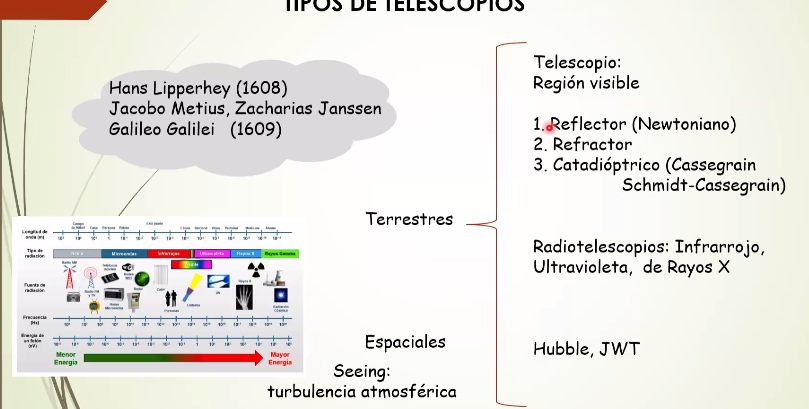 TIPOS DE TELESCOPIOS
Hans Lipperhey (1608)
Jacobo Metius, Zacharias Janssen
Galileo Galilei (1609)
Telescopio:
Región visible
1. Reflector (Newtoniano)
2. Refractor
3. Catadióptrico (Cassegrain
Schmidt-Cassegrain)
Terrestres
Radiotelescopios: Infrarrojo,
Ultravioleta, de Rayos X
Espaciales
Hubble, JWT
Seeing:
turbulencia atmosférica
Longitud de
onda (m)
Tipo de
radiación
Microondas
Infrarrojos
Ultravioleta
Rayos X
Rayos Gamma
Fuente de
radiación
Frecuencia
(Hz)
Energía de
un fotón
(eV)
Menor
Energía
Mayor
Energía